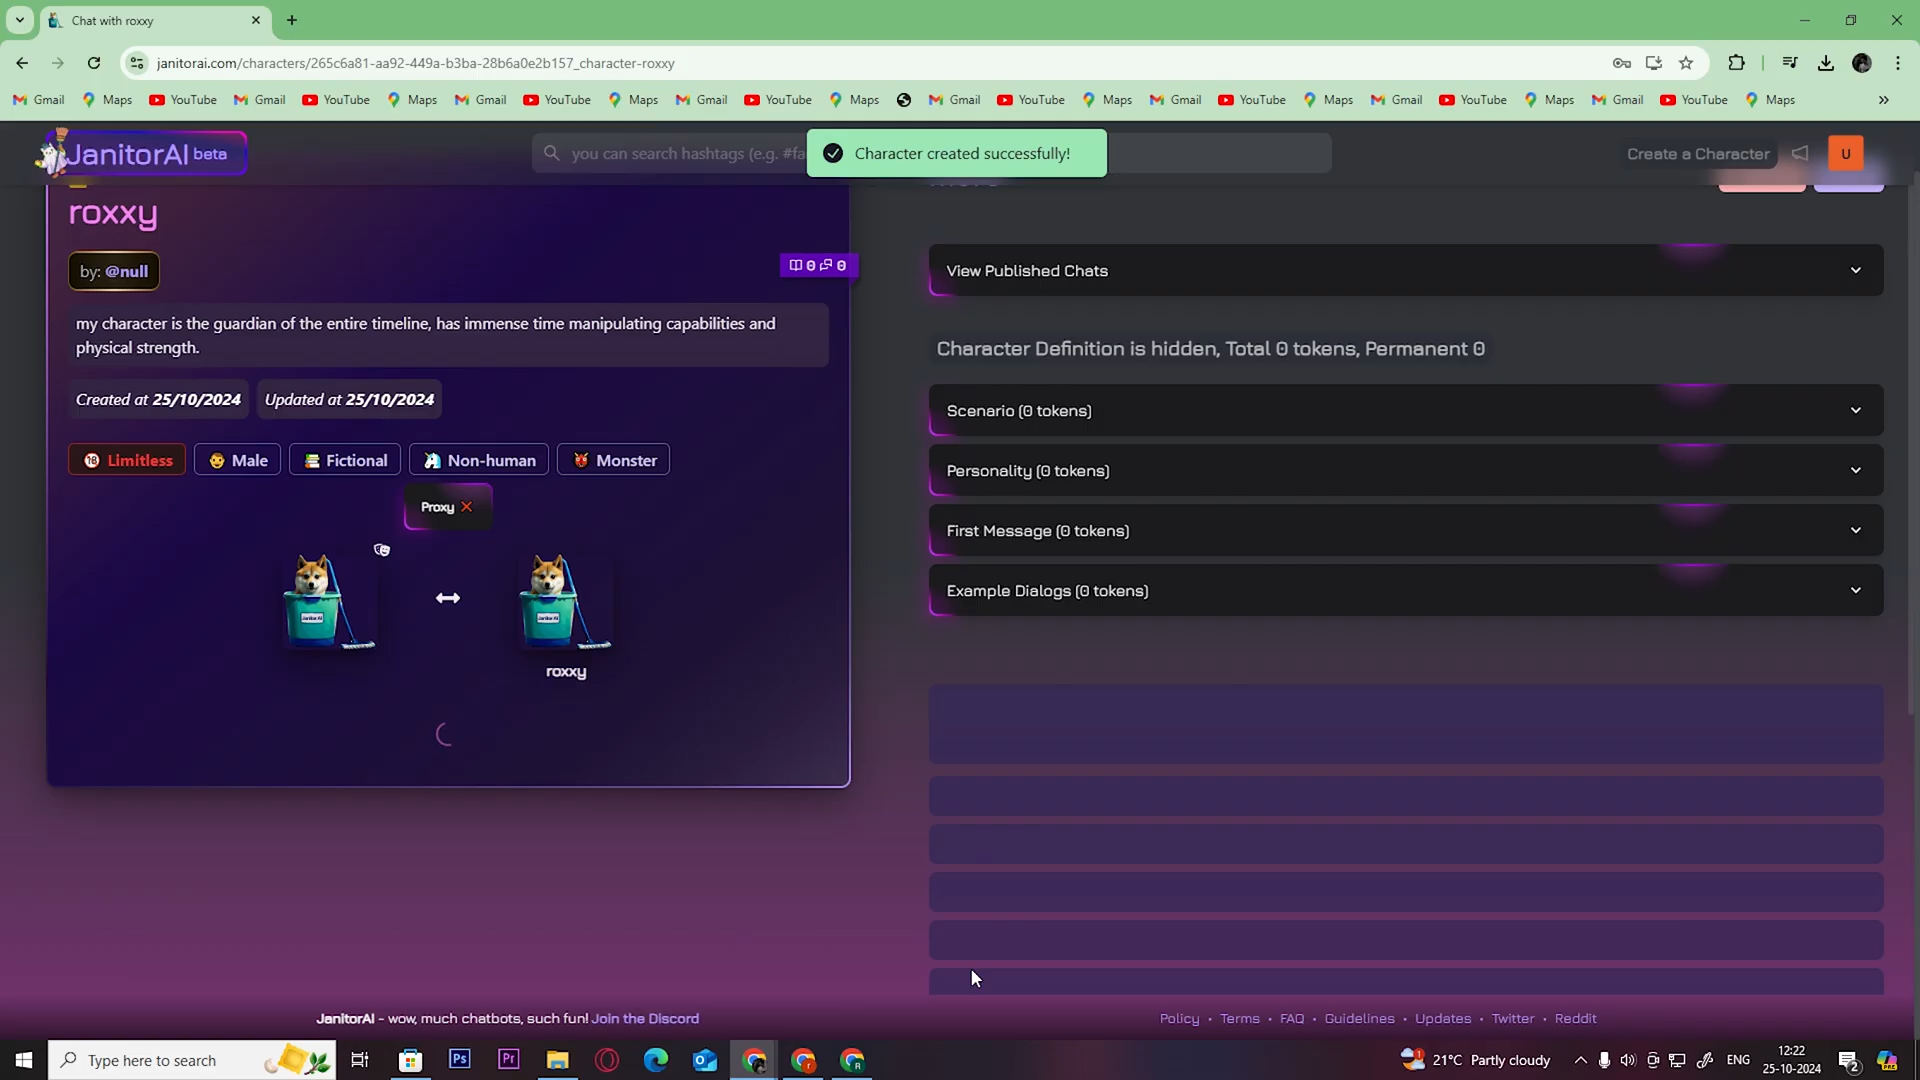 Chat with roxxy
janitorai.com/characters/265c6a81-aa92-449a-b3ba-28b6a0e2b157_character-roxxy
Gmail Maps YouTube Gmail YouTube Maps Gmail YouTube Maps Gmail YouTube Maps Gmail YouTube Maps Gmail YouTube Maps Gmail YouTube Maps Gmail YouTube Maps
JanitorAI beta
you can search hashtags (e.g. #fa
Character created successfully!
Create a Character
U
roxxy
by: @null
0 0
my character is the guardian of the entire timeline, has immense time manipulating capabilities and
physical strength.
Created at 25/10/2024 Updated at 25/10/2024
18 Limitless Male Fictional Non-human Monster
Proxy
roxxy
View Published Chats
Character Definition is hidden, Total 0 tokens, Permanent 0
Scenario (0 tokens)
Personality (0 tokens)
First Message (0 tokens)
Example Dialogs (0 tokens)
JanitorAI - wow, much chatbots, such fun! Join the Discord
Policy • Terms • FAQ • Guidelines • Updates • Twitter • Reddit
Type here to search
Ps
Pr
21°C Partly cloudy
ENG
12:22
25-10-2024
2